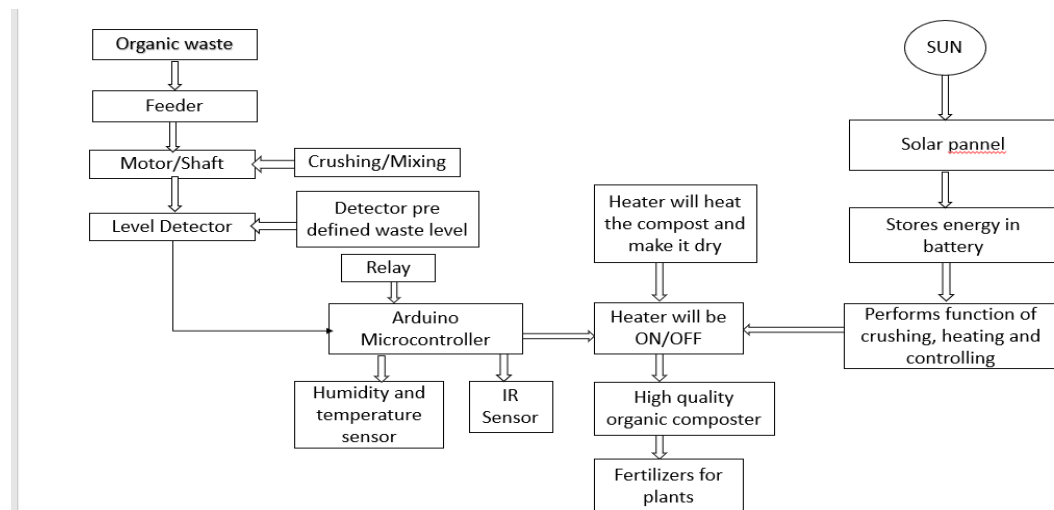 Organic waste
Feeder
Motor/Shaft
Crushing/Mixing
Level Detector
Detector pre
defined waste level
Relay
Arduino
Microcontroller
Humidity and
temperature
sensor
IR
Sensor
Heater will heat
the compost and
make it dry
Heater will be
ON/OFF
High quality
organic composter
Fertilizers for
plants
SUN
Solar pannel
Stores energy in
battery
Performs function of
crushing, heating and
controlling